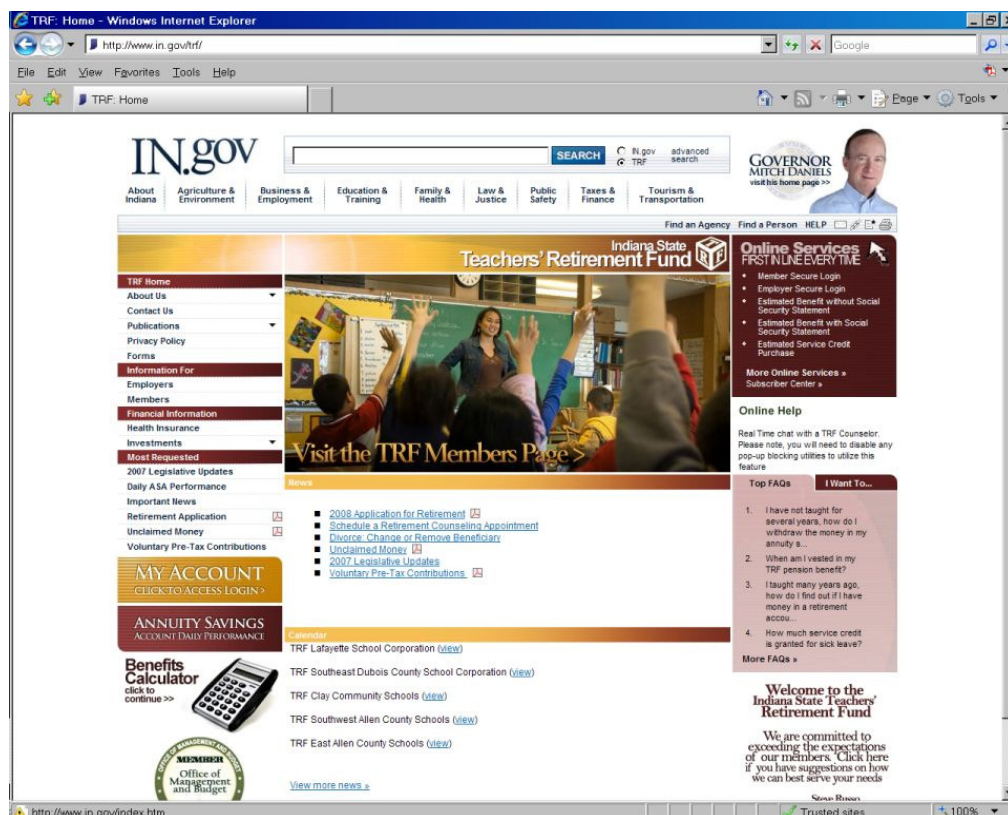 TRF: Home - Windows Internet Explorer
http://www.in.gov/trf/
Google
File Edit View Favorites Tools Help
TRF: Home
Page Tools
IN.gov
SEARCH
IN.gov
TRF
advanced search
GOVERNOR
MITCH DANIELS
visit his home page >>
About Indiana
Agriculture & Environment
Business & Employment
Education & Training
Family & Health
Law & Justice
Public Safety
Taxes & Finance
Tourism & Transportation
Find an Agency Find a Person HELP
Indiana State
Teachers' Retirement Fund
TRF
TRF Home
About Us
Contact Us
Publications
Privacy Policy
Forms
Information For
Employers
Members
Financial Information
Health Insurance
Investments
Most Requested
2007 Legislative Updates
Daily ASA Performance
Important News
Retirement Application
Unclaimed Money
Voluntary Pre-Tax Contributions
MY ACCOUNT
CLICK TO ACCESS LOGIN >
ANNUITY SAVINGS
ACCOUNT DAILY PERFORMANCE
Benefits
Calculator
click to
continue >>
OFFICE OF MANAGEMENT AND BUDGET
MEMBER
Office of
Management
and Budget
Visit the TRF Members Page >
News
2008 Application for Retirement
Schedule a Retirement Counseling Appointment
Divorce: Change or Remove Beneficiary
Unclaimed Money
2007 Legislative Updates
Voluntary Pre-Tax Contributions
Calendar
TRF Lafayette School Corporation (view)
TRF Southeast Dubois County School Corporation (view)
TRF Clay Community Schools (view)
TRF Southwest Allen County Schools (view)
TRF East Allen County Schools (view)
View more news »
Online Services
FIRST IN LINE EVERY TIME
Member Secure Login
Employer Secure Login
Estimated Benefit without Social
Security Statement
Estimated Benefit with Social
Security Statement
Estimated Service Credit
Purchase
More Online Services »
Subscriber Center »
Online Help
Real Time chat with a TRF Counselor.
Please note, you will need to disable any
pop-up blocking utilities to utilize this
feature
Top FAQs I Want To...
1. I have not taught for
several years, how do I
withdraw the money in my
annuity s...
2. When am I vested in my
TRF pension benefit?
3. I taught many years ago,
how do I find out if I have
money in a retirement
accou...
4. How much service credit
is granted for sick leave?
More FAQs »
Welcome to the
Indiana State Teachers'
Retirement Fund
We are committed to
exceeding the expectations
of our members. Click here
if you have suggestions on how
we can best serve your needs
Steve Russo
http://www.in.gov/index.htm
Trusted sites
100%